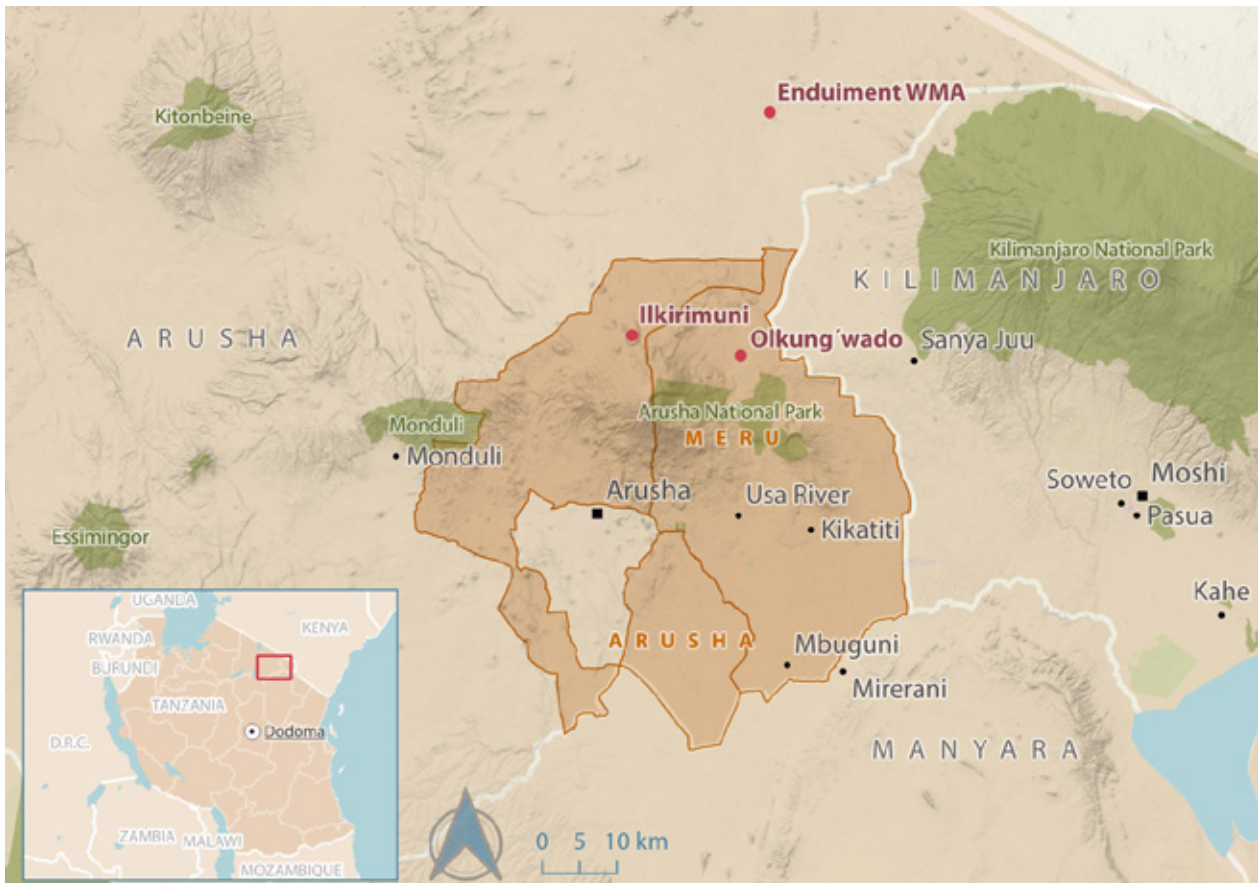 Enduiment WMA
Kitonbeine
Kilimanjaro National Park
KILIMANJARO
Ilkirimuni
ARUSHA
Olkung'wado
Sanya Juu
Arusha National Park
Monduli
MERU
Monduli
Moshi
Soweto
Arusha
Usa River
Pasua
Kikatiti
Essimingor
Kahe
ARUSHA
Mbuguni
Mirerani
MANYARA
UGANDA
KENYA
RWANDA
BURUNDI
TANZANIA
Dodoma
D.R.C.
ZAMBIA
MALAWI
MOZAMBIQUE
0 5 10 km